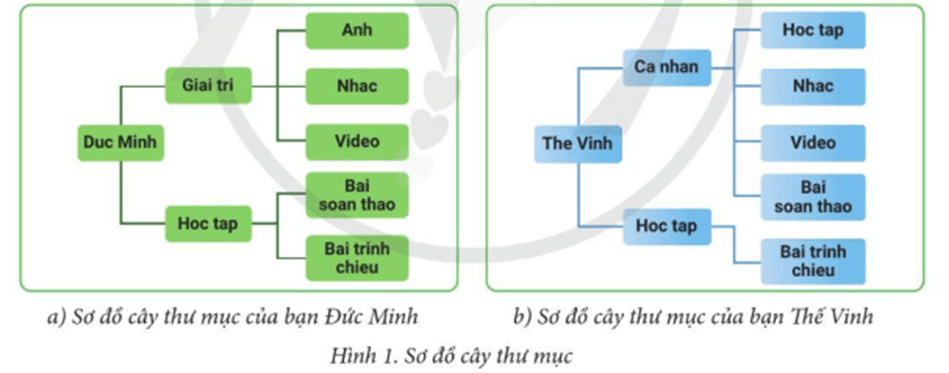 Duc Minh
Giai tri
Anh
Nhac
Video
Hoc tap
Bai
soan thao
Bai trinh
chieu
a) Sơ đồ cây thư mục của bạn Đức Minh
The Vinh
Ca nhan
Hoc tap
Nhac
Video
Bai
soan thao
Hoc tap
Bai trinh
chieu
b) Sơ đồ cây thư mục của bạn Thế Vinh
Hình 1. Sơ đồ cây thư mục